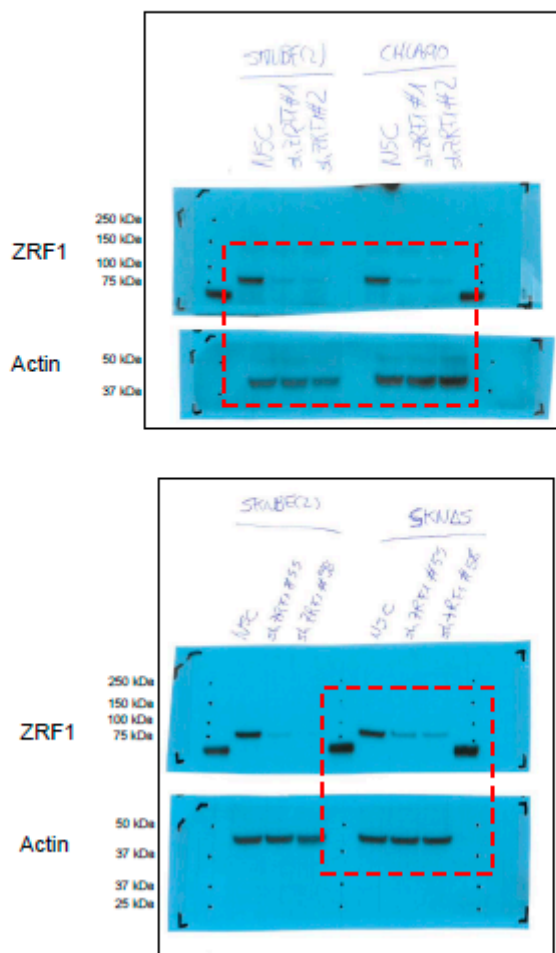 SKNBE(2) CHLA90
NSC shZRF1#1 shZRF1#2 NSC shZRF1#1 shZRF1#2
250 kDa
150 kDa
ZRF1
100 kDa
75 kDa
50 kDa
Actin
37 kDa
SKNBE(2) SKNAS
NSC shZRF1#53 shZRF1#58 NSC shZRF1#53 shZRF1#58
250 kDa
150 kDa
100 kDa
ZRF1
75 kDa
50 kDa
Actin
37 kDa
37 kDa
25 kDa